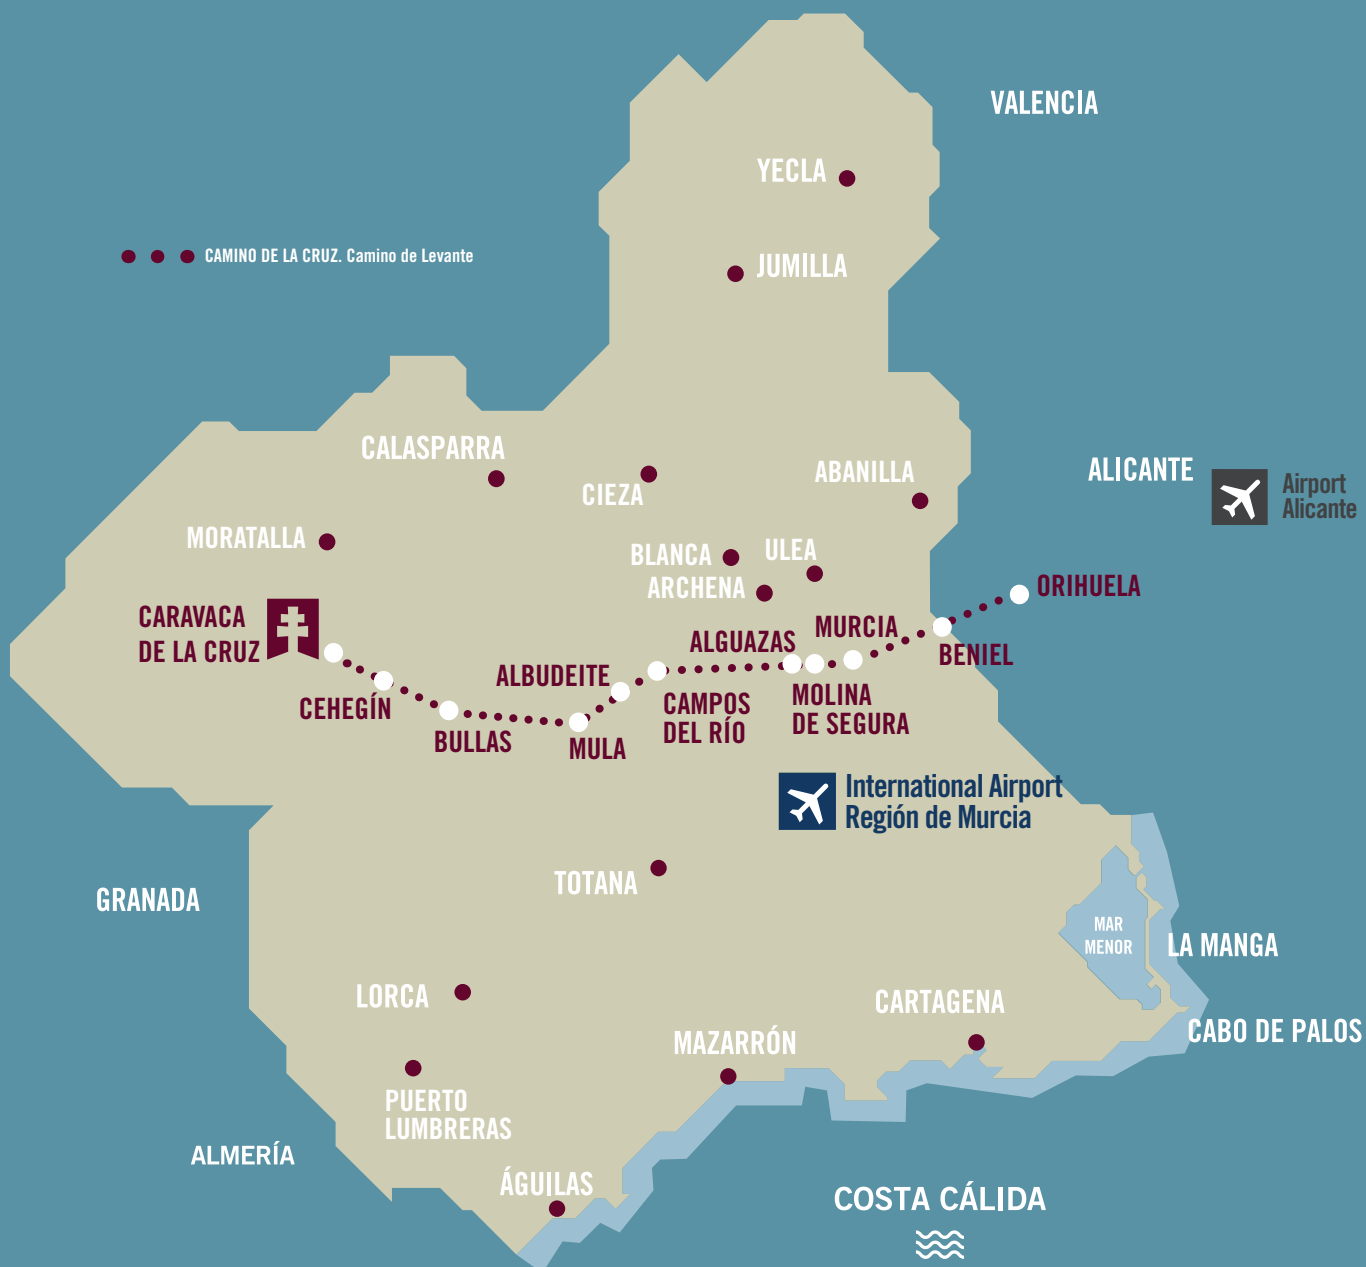 VALENCIA
YECLA
CAMINO DE LA CRUZ. Camino de Levante
JUMILLA
CALASPARRA
CIEZA
ABANILLA
ALICANTE
Airport
Alicante
MORATALLA
BLANCA
ULEA
ARCHENA
ORIHUELA
CARAVACA
DE LA CRUZ
ALGUAZAS
MURCIA
BENIEL
ALBUDEITE
CEHEGÍN
CAMPOS
DEL RÍO
MOLINA
DE SEGURA
BULLAS
MULA
International Airport
Región de Murcia
TOTANA
GRANADA
MAR
MENOR
LA MANGA
LORCA
CARTAGENA
CABO DE PALOS
MAZARRÓN
PUERTO
LUMBRERAS
ALMERÍA
ÁGUILAS
COSTA CÁLIDA